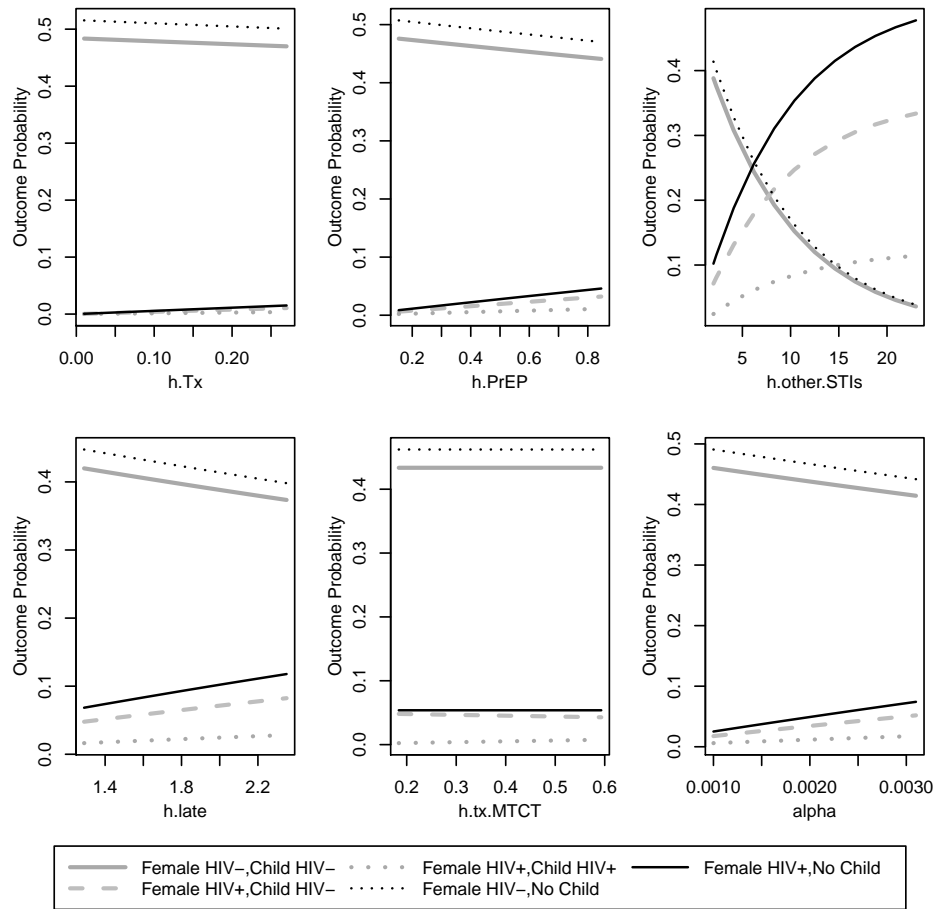 Outcome Probability
0.0 0.1 0.2 0.3 0.4 0.5
0.00 0.10 0.20
h.Tx
Outcome Probability
0.0 0.1 0.2 0.3 0.4 0.5
0.2 0.4 0.6 0.8
h.PrEP
Outcome Probability
0.1 0.2 0.3 0.4
5 10 15 20
h.other.STIs
Outcome Probability
0.0 0.1 0.2 0.3 0.4
1.4 1.8 2.2
h.late
Outcome Probability
0.0 0.1 0.2 0.3 0.4
0.2 0.3 0.4 0.5 0.6
h.tx.MTCT
Outcome Probability
0.0 0.1 0.2 0.3 0.4 0.5
0.0010 0.0020 0.0030
alpha
Female HIV−,Child HIV− Female HIV+,Child HIV+ Female HIV+,No Child
Female HIV+,Child HIV− Female HIV−,No Child